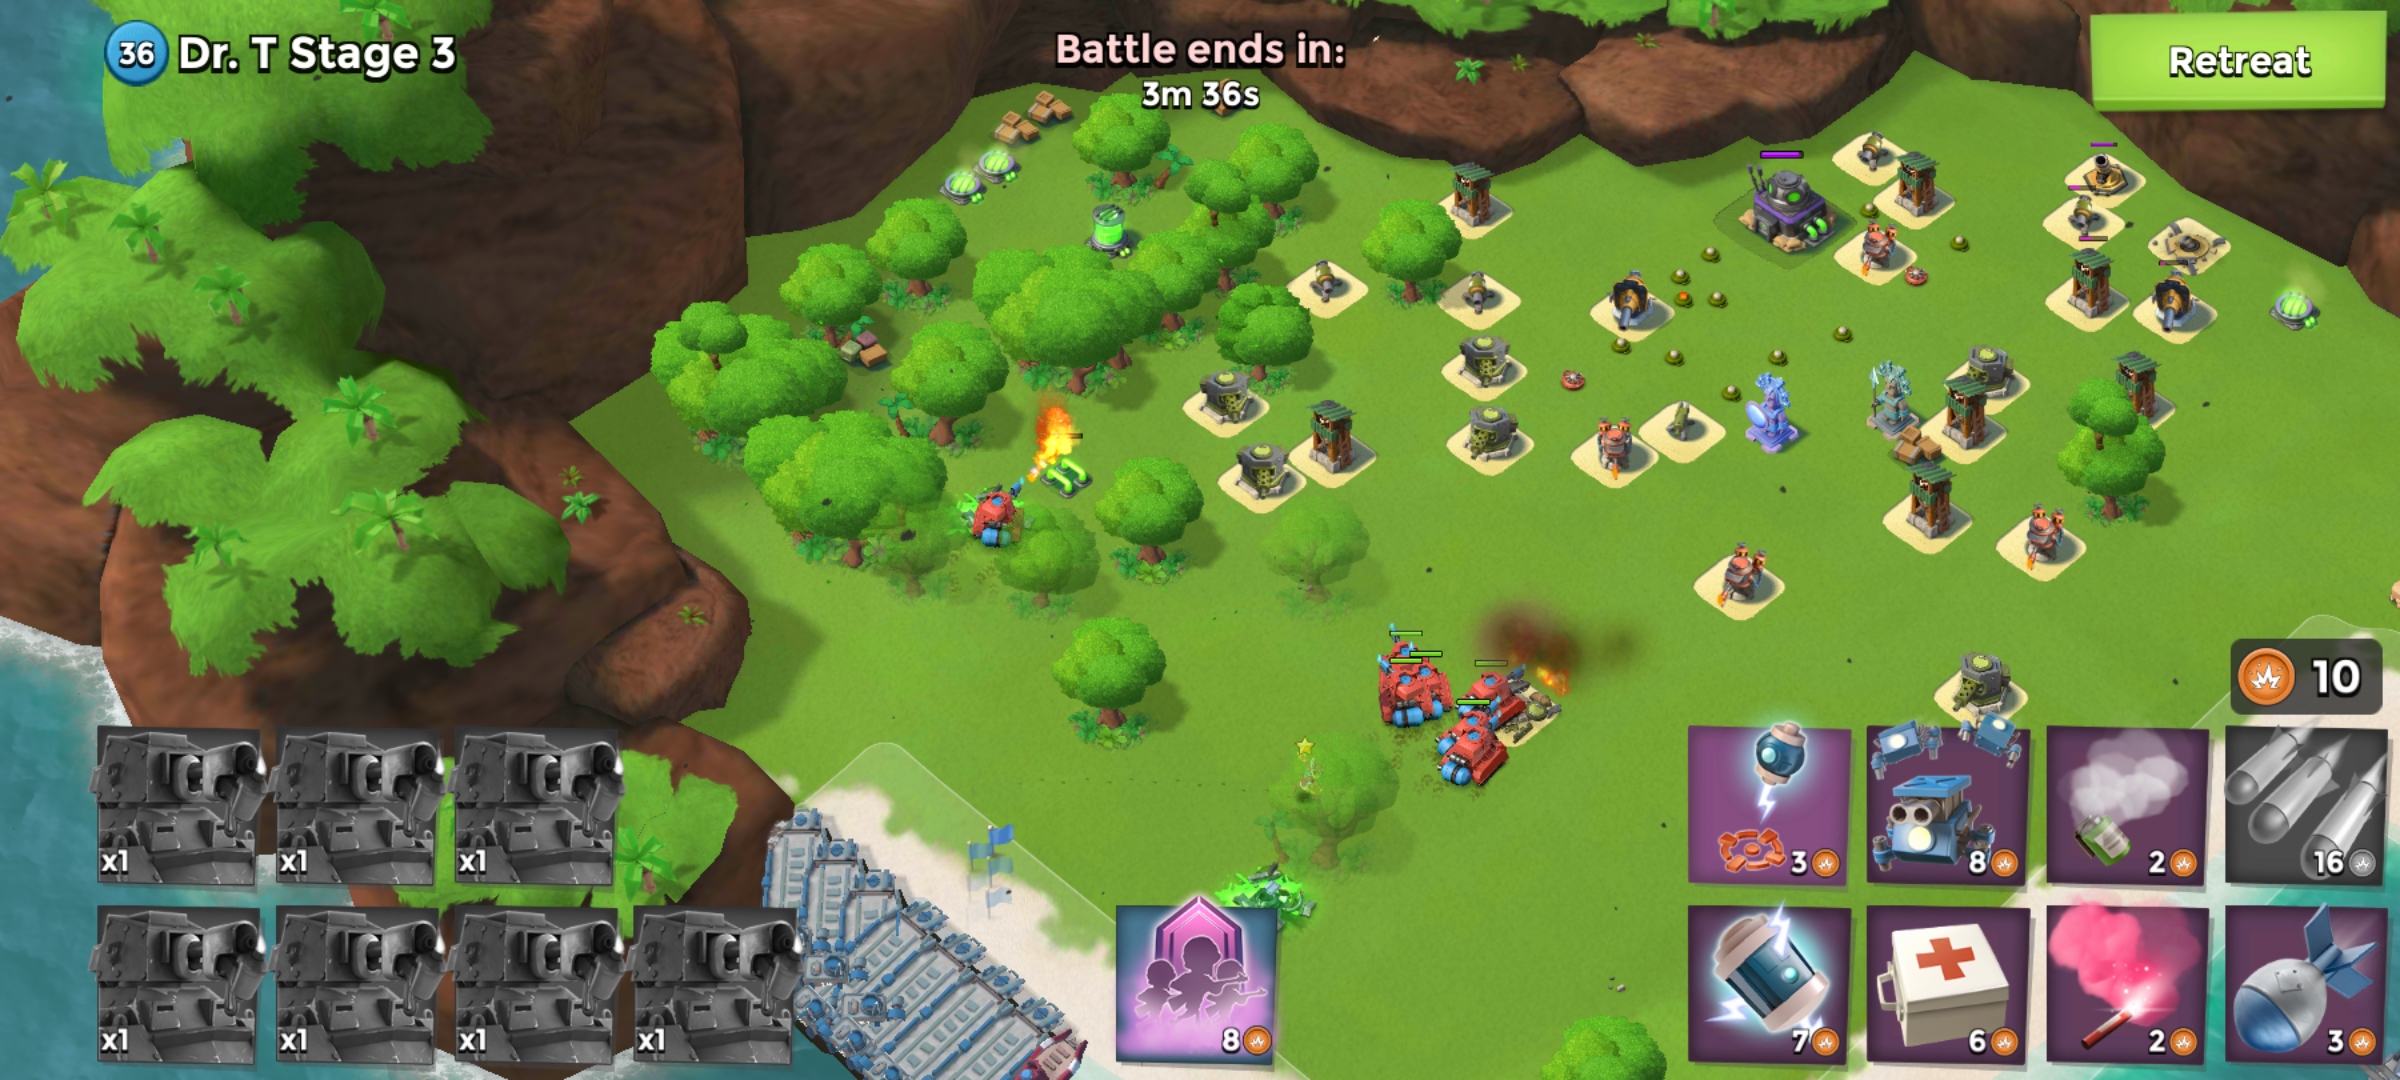 36 Dr. T Stage 3
Battle ends in:
3m 36s
Retreat
10
x1 x1 x1
3 8 2 16
x1 x1 x1 x1
8
7 6 2 3